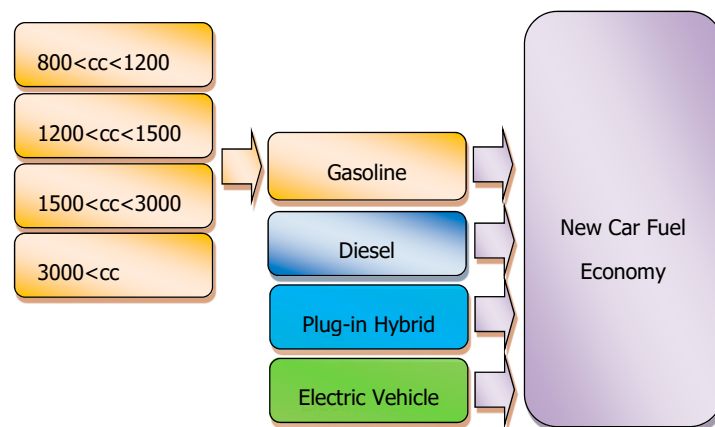 800<cc<1200
1200<cc<1500
1500<cc<3000
3000<cc
Gasoline
Diesel
Plug-in Hybrid
Electric Vehicle
New Car Fuel
Economy